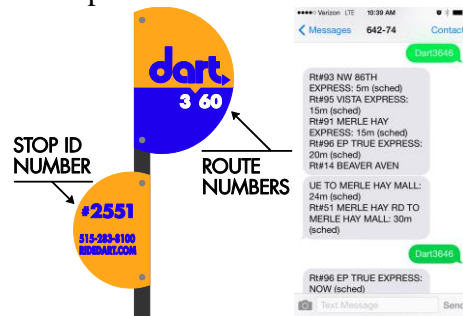 dart
3 60
STOP ID
NUMBER
ROUTE
NUMBERS
#2551
515-283-8100
RIDEDART.COM
Verizon LTE 10:39 AM
Messages 642-74 Contact
Dart3646
Rt#93 NW 86TH
EXPRESS: 5m (sched)
Rt#95 VISTA EXPRESS:
15m (sched)
Rt#91 MERLE HAY
EXPRESS: 15m (sched)
Rt#96 EP TRUE EXPRESS:
20m (sched)
Rt#14 BEAVER AVEN
UE TO MERLE HAY MALL:
24m (sched)
Rt#51 MERLE HAY RD TO
MERLE HAY MALL: 30m
(sched)
Dart3646
Rt#96 EP TRUE EXPRESS:
NOW (sched)
Text Message Send